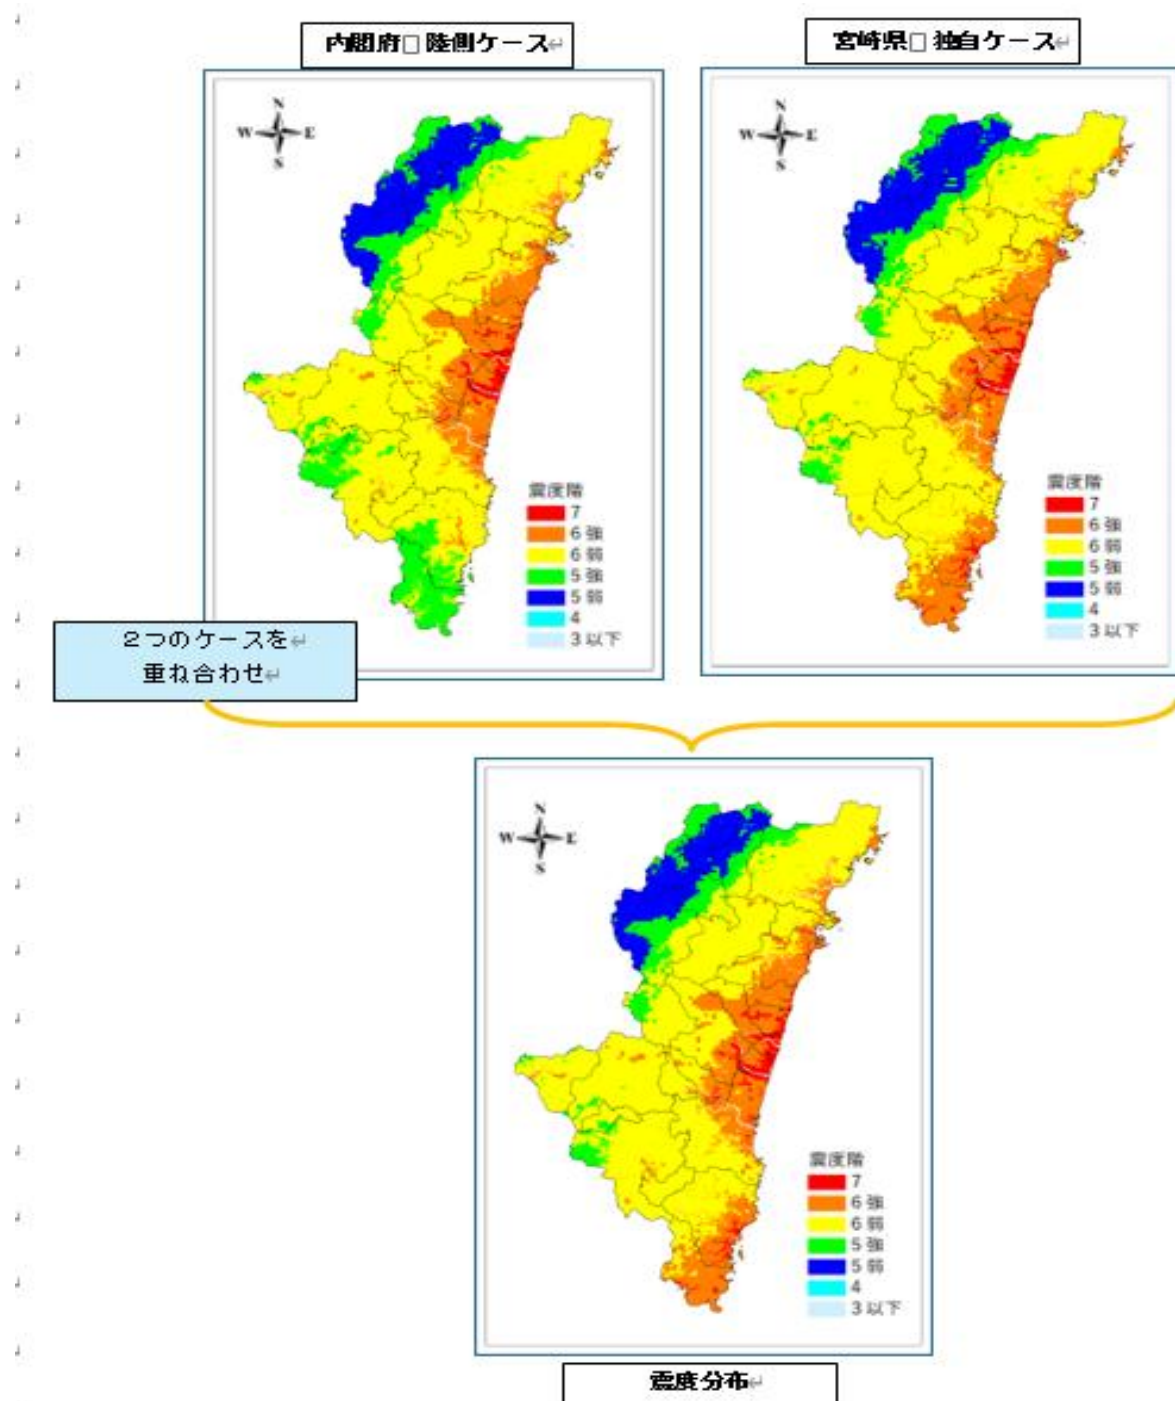 内閣府□ 陸側ケース↵
宮崎県□ 独自ケース↵
N
W E
S
震度階
7
6 強
6 弱
5 強
5 弱
4
3 以下
N
W E
S
震度階
7
6 強
6 弱
5 強
5 弱
4
3 以下
２つのケースを↵
重ね合わせ↵
N
W E
S
震度階
7
6 強
6 弱
5 強
5 弱
4
3 以下
震度分布↵